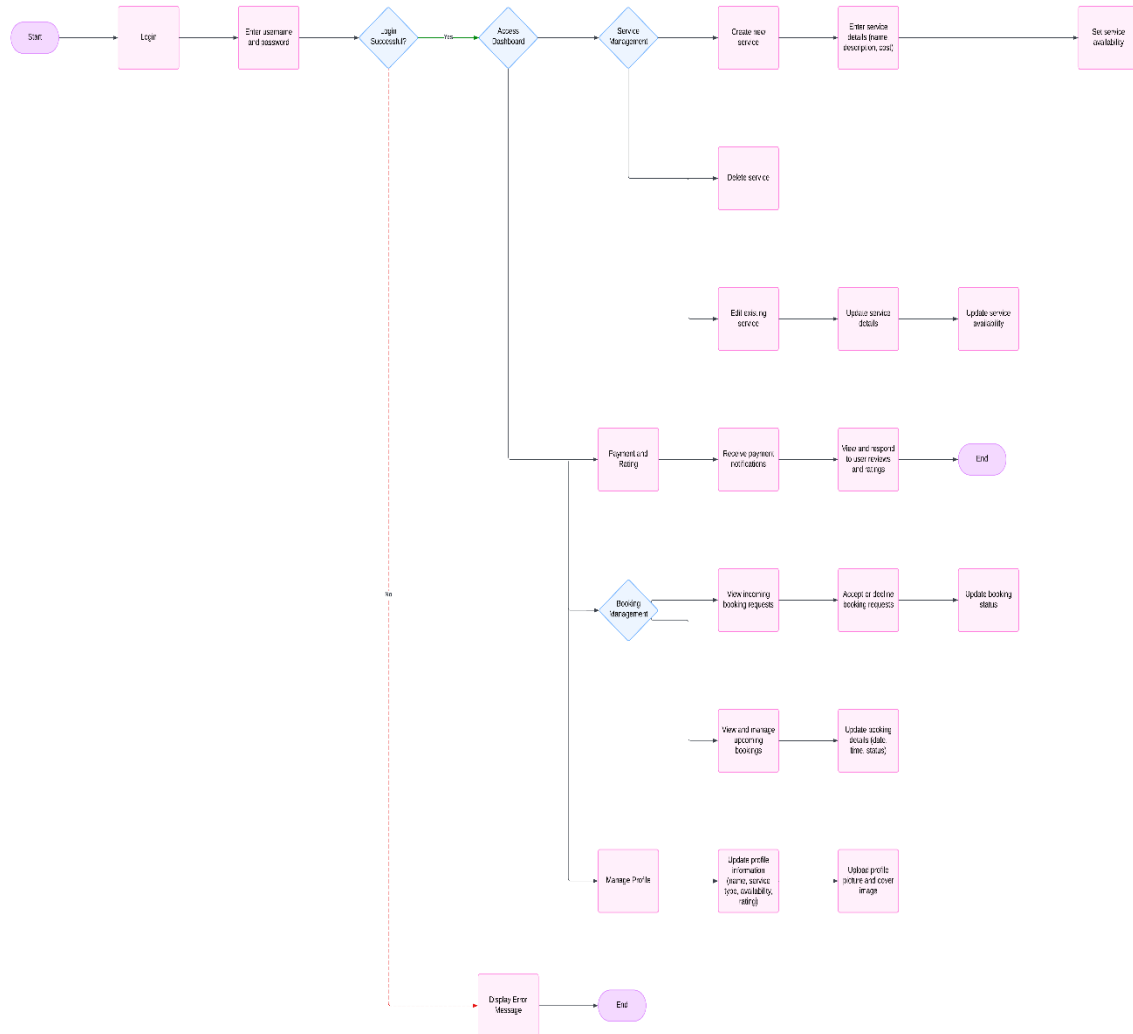 Start
Login
Enter username
and password
Login
Successful?
Yes
Access
Dashboard
Service
Management
Create new
service
Enter service
details (name,
description, cost)
Set service
availability
Delete service
Edit existing
service
Update service
details
Update service
availability
Payment and
Rating
Receive payment
notifications
View and respond
to user reviews
and ratings
End
No
Booking
Management
View incoming
booking requests
Accept or decline
booking requests
Update booking
status
View and manage
upcoming
bookings
Update booking
details (date,
time, status)
Manage Profile
Update profile
information
(name, service
type, availability,
rating)
Upload profile
picture and cover
image
Display Error
Message
End